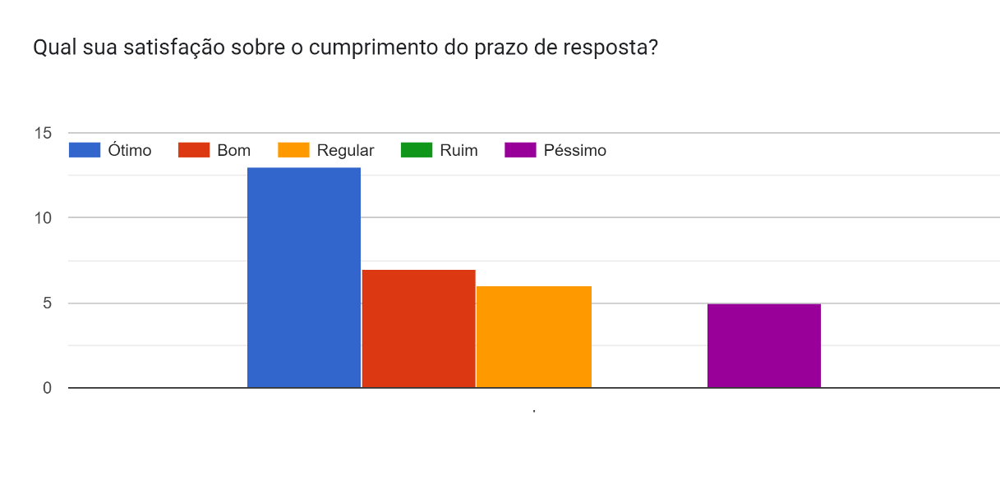 Qual sua satisfação sobre o cumprimento do prazo de resposta?
15
Ótimo Bom Regular Ruim Péssimo
10
5
0
.